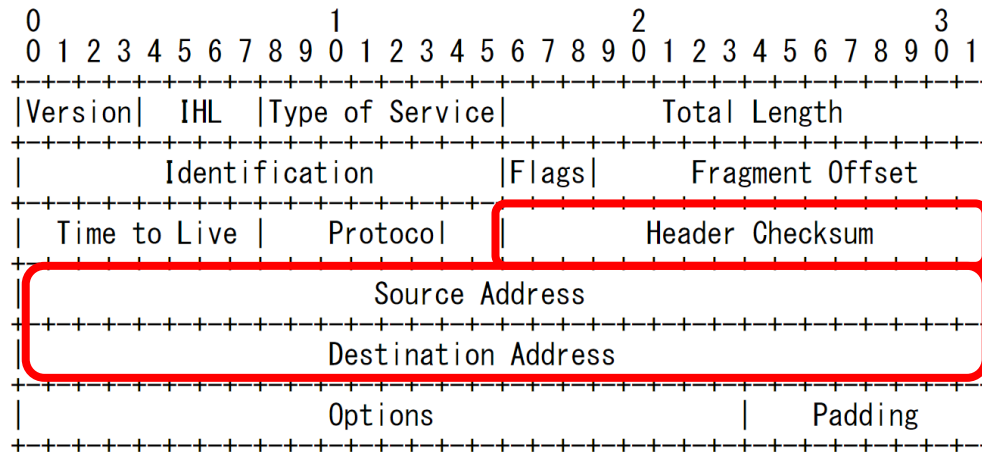 0 1 2 3
0 1 2 3 4 5 6 7 8 9 0 1 2 3 4 5 6 7 8 9 0 1 2 3 4 5 6 7 8 9 0 1
+-+-+-+-+-+-+-+-+-+-+-+-+-+-+-+-+-+-+-+-+-+-+-+-+-+-+-+-+-+-+-+-
|Version| IHL |Type of Service| Total Length
+-+-+-+-+-+-+-+-+-+-+-+-+-+-+-+-+-+-+-+-+-+-+-+-+-+-+-+-+-+-+-+-
| Identification |Flags| Fragment Offset
+-+-+-+-+-+-+-+-+-+-+-+-+-+-+-+-+-+-+-+-+-+-+-+-+-+-+-+-+-+-+-+-
| Time to Live | Protocol | Header Checksum
+-+-+-+-+-+-+-+-+-+-+-+-+-+-+-+-+-+-+-+-+-+-+-+-+-+-+-+-+-+-+-+-
| Source Address
+-+-+-+-+-+-+-+-+-+-+-+-+-+-+-+-+-+-+-+-+-+-+-+-+-+-+-+-+-+-+-+-
| Destination Address
+-+-+-+-+-+-+-+-+-+-+-+-+-+-+-+-+-+-+-+-+-+-+-+-+-+-+-+-+-+-+-+-
| Options | Padding
+-+-+-+-+-+-+-+-+-+-+-+-+-+-+-+-+-+-+-+-+-+-+-+-+-+-+-+-+-+-+-+-